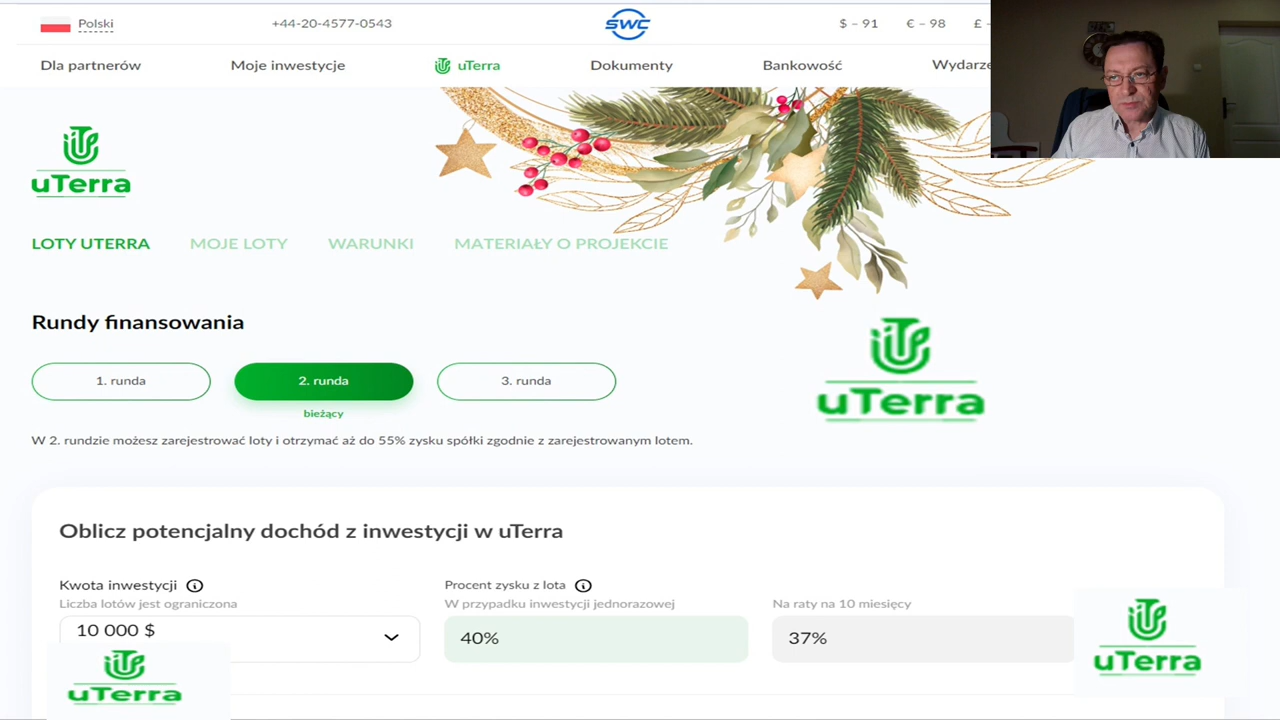 Polski
+44-20-4577-0543
SWC
$ – 91 € – 98 £ –
Dla partnerów Moje inwestycje uTerra Dokumenty Bankowość Wydarze
uTerra
LOTY UTERRA MOJE LOTY WARUNKI MATERIAŁY O PROJEKCIE
Rundy finansowania
1. runda 2. runda 3. runda
bieżący
uTerra
W 2. rundzie możesz zarejestrować loty i otrzymać aż do 55% zysku spółki zgodnie z zarejestrowanym lotem.
Oblicz potencjalny dochód z inwestycji w uTerra
Kwota inwestycji Procent zysku z lota
Liczba lotów jest ograniczona W przypadku inwestycji jednorazowej Na raty na 10 miesięcy
10 000 $ 40% 37%
uTerra
uTerra